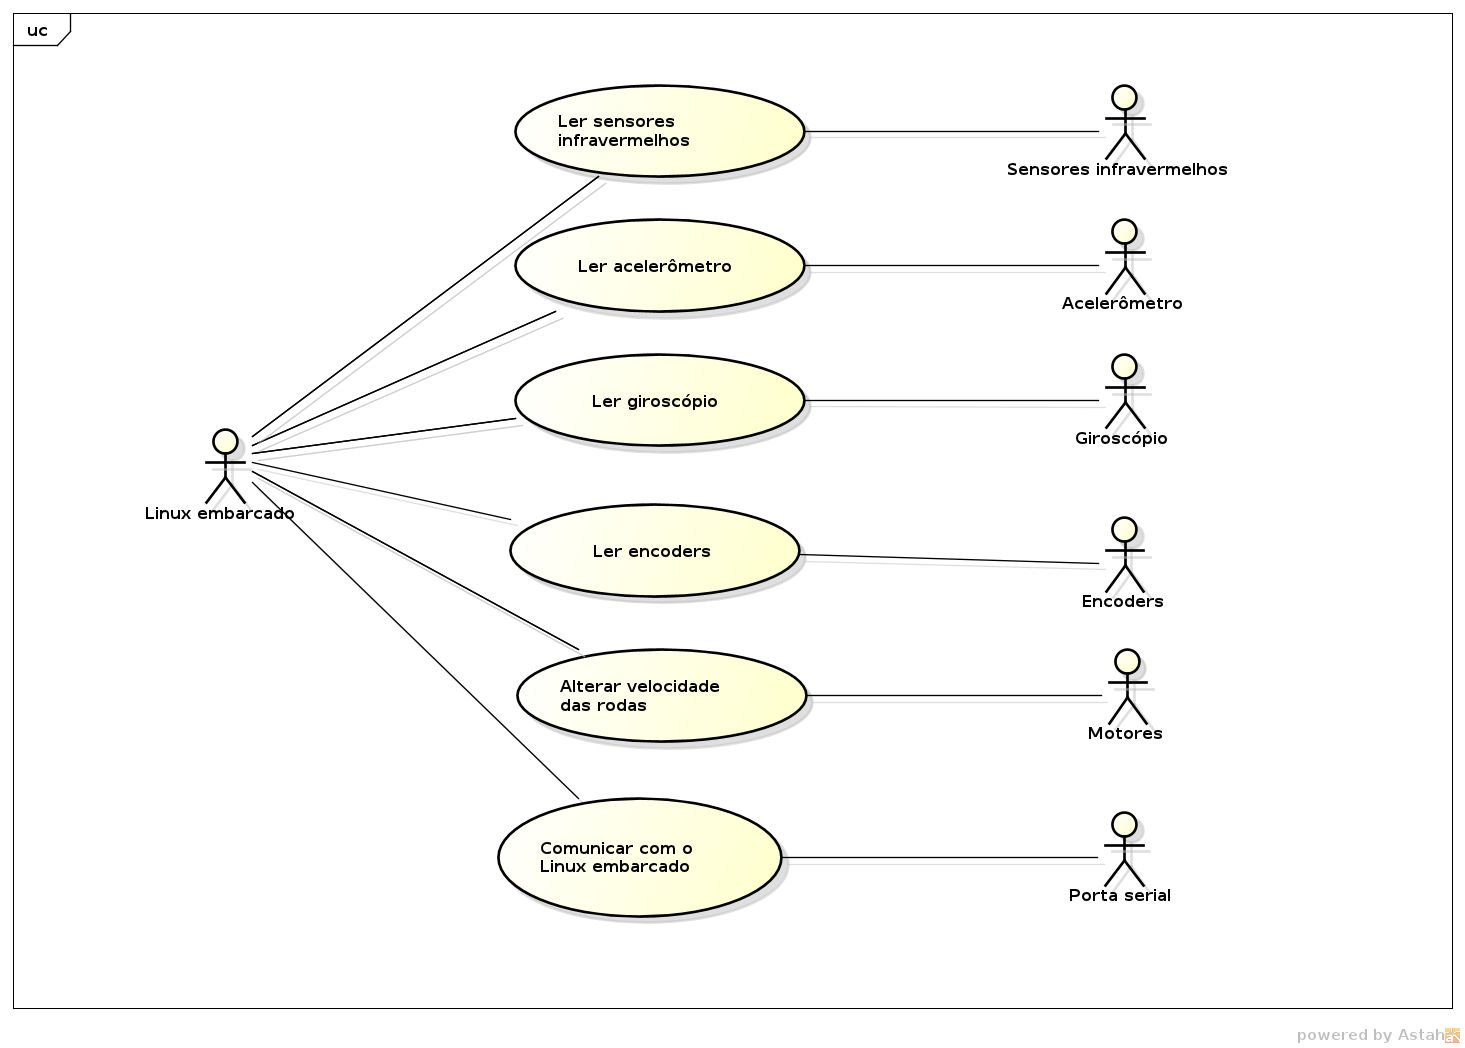 uc
Ler sensores
infravermelhos
Sensores infravermelhos
Ler acelerômetro
Acelerômetro
Ler giroscópio
Giroscópio
Linux embarcado
Ler encoders
Encoders
Alterar velocidade
das rodas
Motores
Comunicar com o
Linux embarcado
Porta serial
powered by Astah